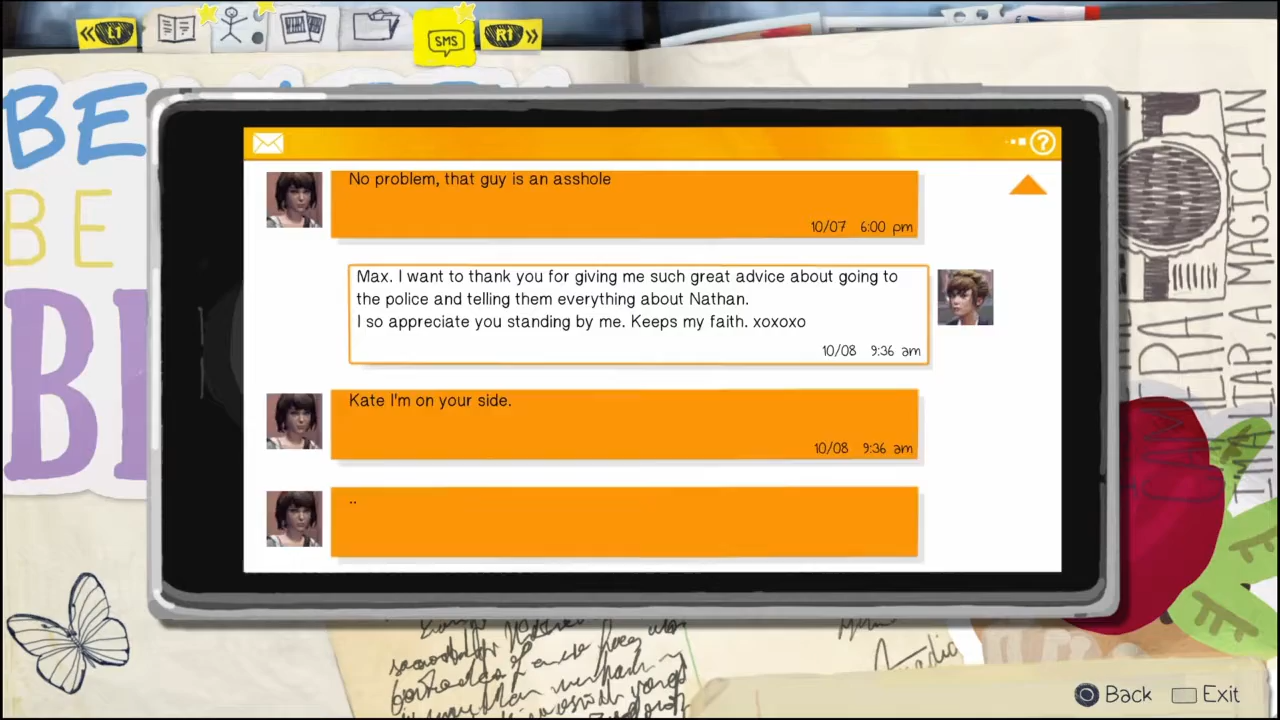 L1
SMS
R1
BE
BE
No problem, that guy is an asshole
10/07 6:00 pm
Max. I want to thank you for giving me such great advice about going to
the police and telling them everything about Nathan.
I so appreciate you standing by me. Keeps my faith. xoxoxo
10/08 9:36 am
Kate I'm on your side.
10/08 9:36 am
..
CAMERA
I'M A LIAR, A MAGICIAN
Back
Exit